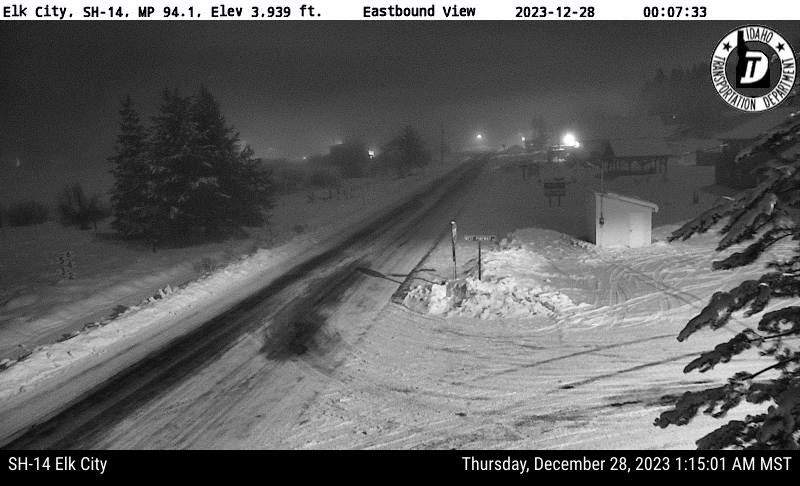 Elk City, SH-14, MP 94.1, Elev 3,939 ft. Eastbound View 2023-12-28 00:07:33
IDAHO
TRANSPORTATION DEPARTMENT
SH-14 Elk City Thursday, December 28, 2023 1:15:01 AM MST